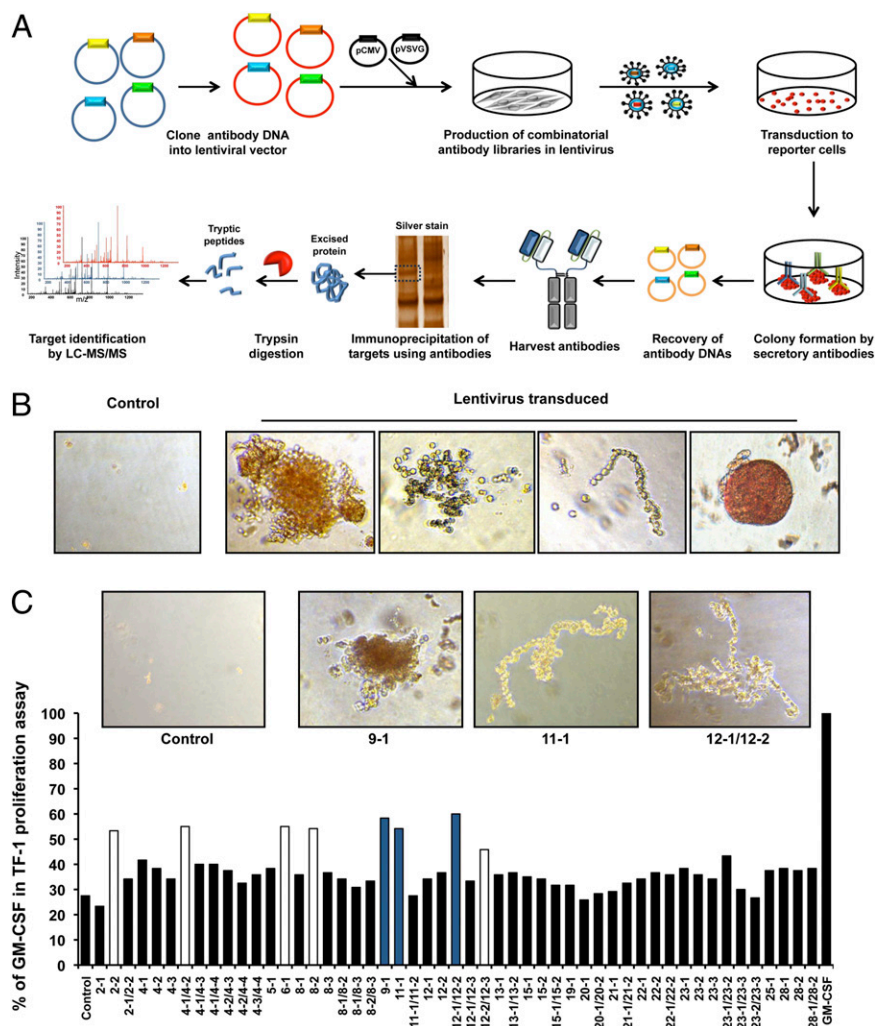 A
pCMV
pVSVG
Clone antibody DNA
into lentiviral vector
Production of combinatorial
antibody libraries in lentivirus
Transduction to
reporter cells
Tryptic
peptides
Excised
protein
Silver stain
Intensity
m/z
Target identification
by LC-MS/MS
Trypsin
digestion
Immunoprecipitation of
targets using antibodies
Harvest antibodies
Recovery of
antibody DNAs
Colony formation by
secretory antibodies
B
Control
Lentivirus transduced
C
Control
9-1
11-1
12-1/12-2
% of GM-CSF in TF-1 proliferation assay
100
90
80
70
60
50
40
30
20
10
0
Control
2-1
2-2
2-1/2-2
4-1
4-2
4-3
4-1/4-2
4-1/4-3
4-1/4-4
4-2/4-3
4-2/4-4
4-3/4-4
5-1
6-1
8-1
8-2
8-3
8-1/8-2
8-1/8-3
8-2/8-3
9-1
11-1
11-1/11-2
12-1
12-2
12-1/12-2
12-1/12-3
12-2/12-3
13-1
13-1/13-2
15-1
15-2
15-1/15-2
19-1
20-1
20-1/20-2
21-1
21-1/21-2
22-1
22-2
22-1/22-2
23-1
23-2
23-3
23-1/23-2
23-1/23-3
23-2/23-3
25-1
28-1
28-2
28-1/28-2
GM-CSF